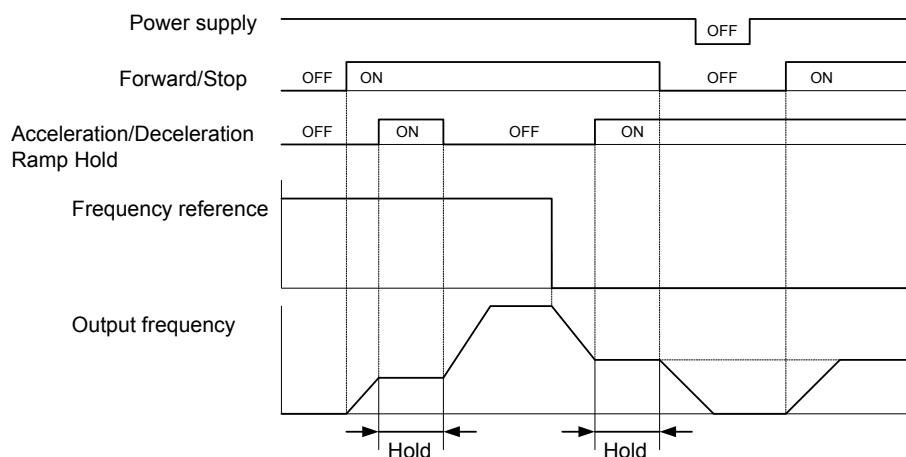 Power supply
OFF
Forward/Stop
OFF ON OFF ON
Acceleration/Deceleration
Ramp Hold
OFF ON OFF ON
Frequency reference
Output frequency
Hold Hold